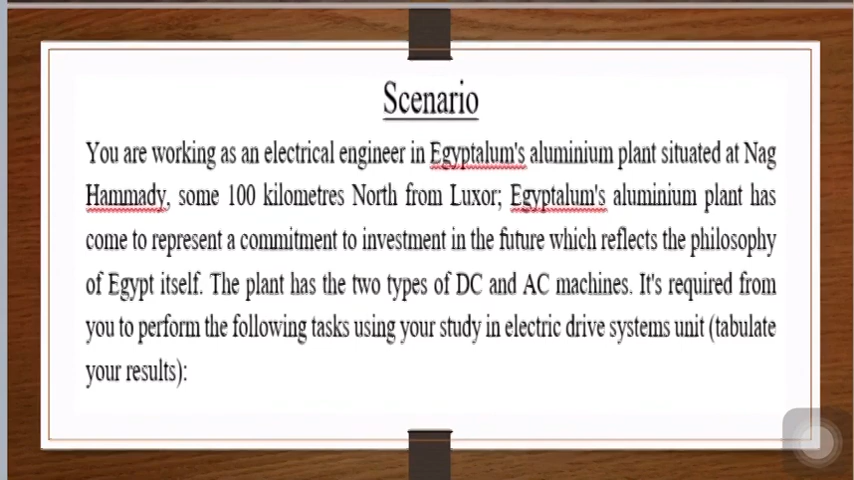 Scenario
You are working as an electrical engineer in Egyptalum's aluminium plant situated at Nag
Hammady, some 100 kilometres North from Luxor; Egyptalum's aluminium plant has
come to represent a commitment to investment in the future which reflects the philosophy
of Egypt itself. The plant has the two types of DC and AC machines. It's required from
you to perform the following tasks using your study in electric drive systems unit (tabulate
your results):